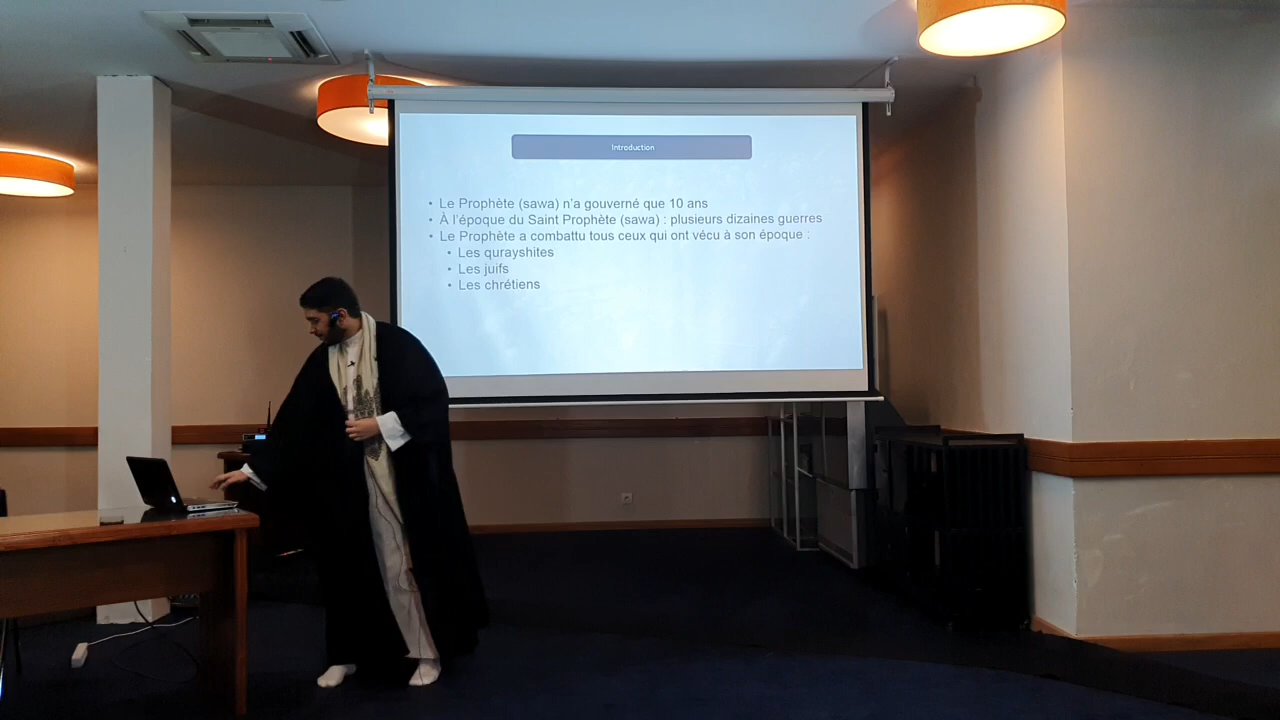 Introduction
• Le Prophète (sawa) n'a gouverné que 10 ans
• À l'époque du Saint Prophète (sawa) : plusieurs dizaines guerres
• Le Prophète a combattu tous ceux qui ont vécu à son époque :
• Les qurayshites
• Les juifs
• Les chrétiens